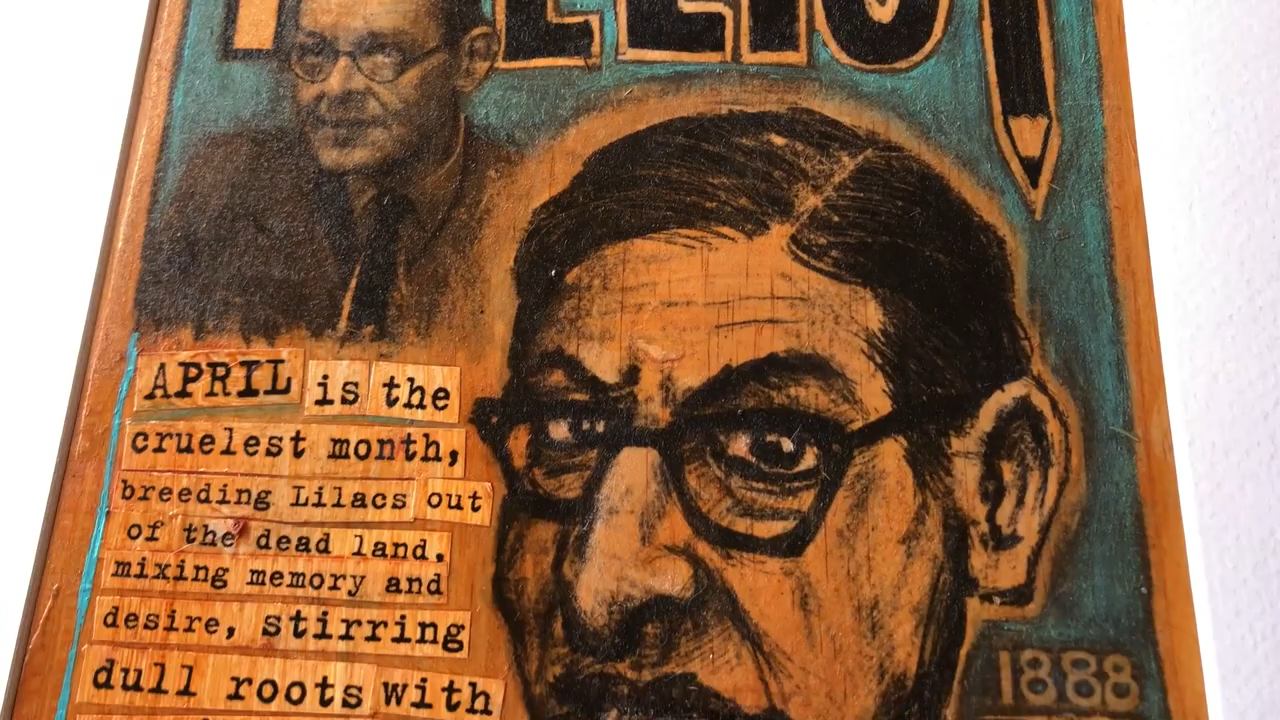 ELIO
APRIL is the
cruelest month,
breeding Lilacs out
of the dead land,
mixing memory and
desire, stirring
dull roots with
1888